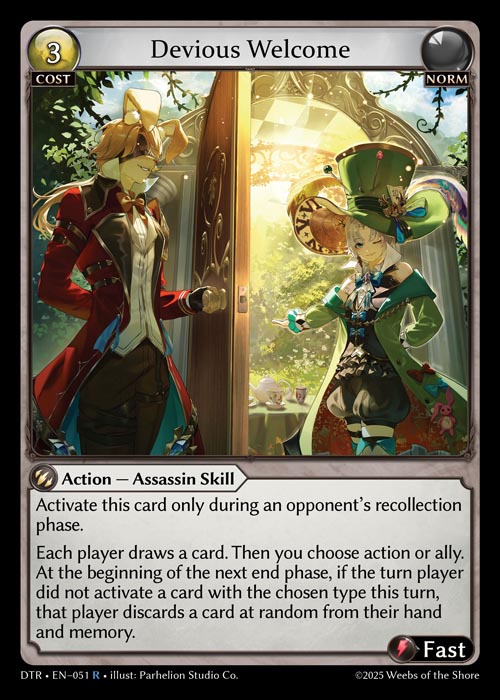 3
Devious Welcome
COST
NORM
Action — Assassin Skill
Activate this card only during an opponent's recollection
phase.
Each player draws a card. Then you choose action or ally.
At the beginning of the next end phase, if the turn player
did not activate a card with the chosen type this turn,
that player discards a card at random from their hand
and memory.
Fast
DTR • EN–051 R • illust: Parhelion Studio Co.
©2025 Weebs of the Shore